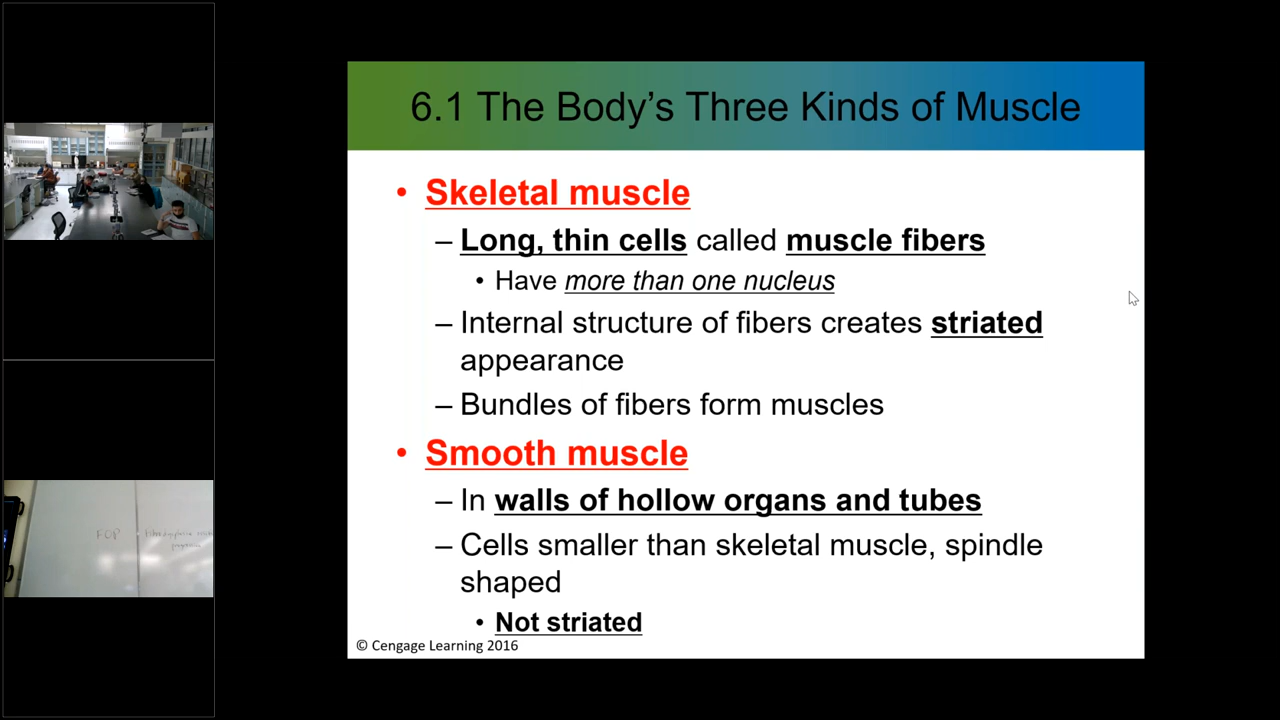 6.1 The Body's Three Kinds of Muscle
• Skeletal muscle
– Long, thin cells called muscle fibers
• Have more than one nucleus
– Internal structure of fibers creates striated
appearance
– Bundles of fibers form muscles
• Smooth muscle
– In walls of hollow organs and tubes
– Cells smaller than skeletal muscle, spindle
shaped
• Not striated
© Cengage Learning 2016
FOP